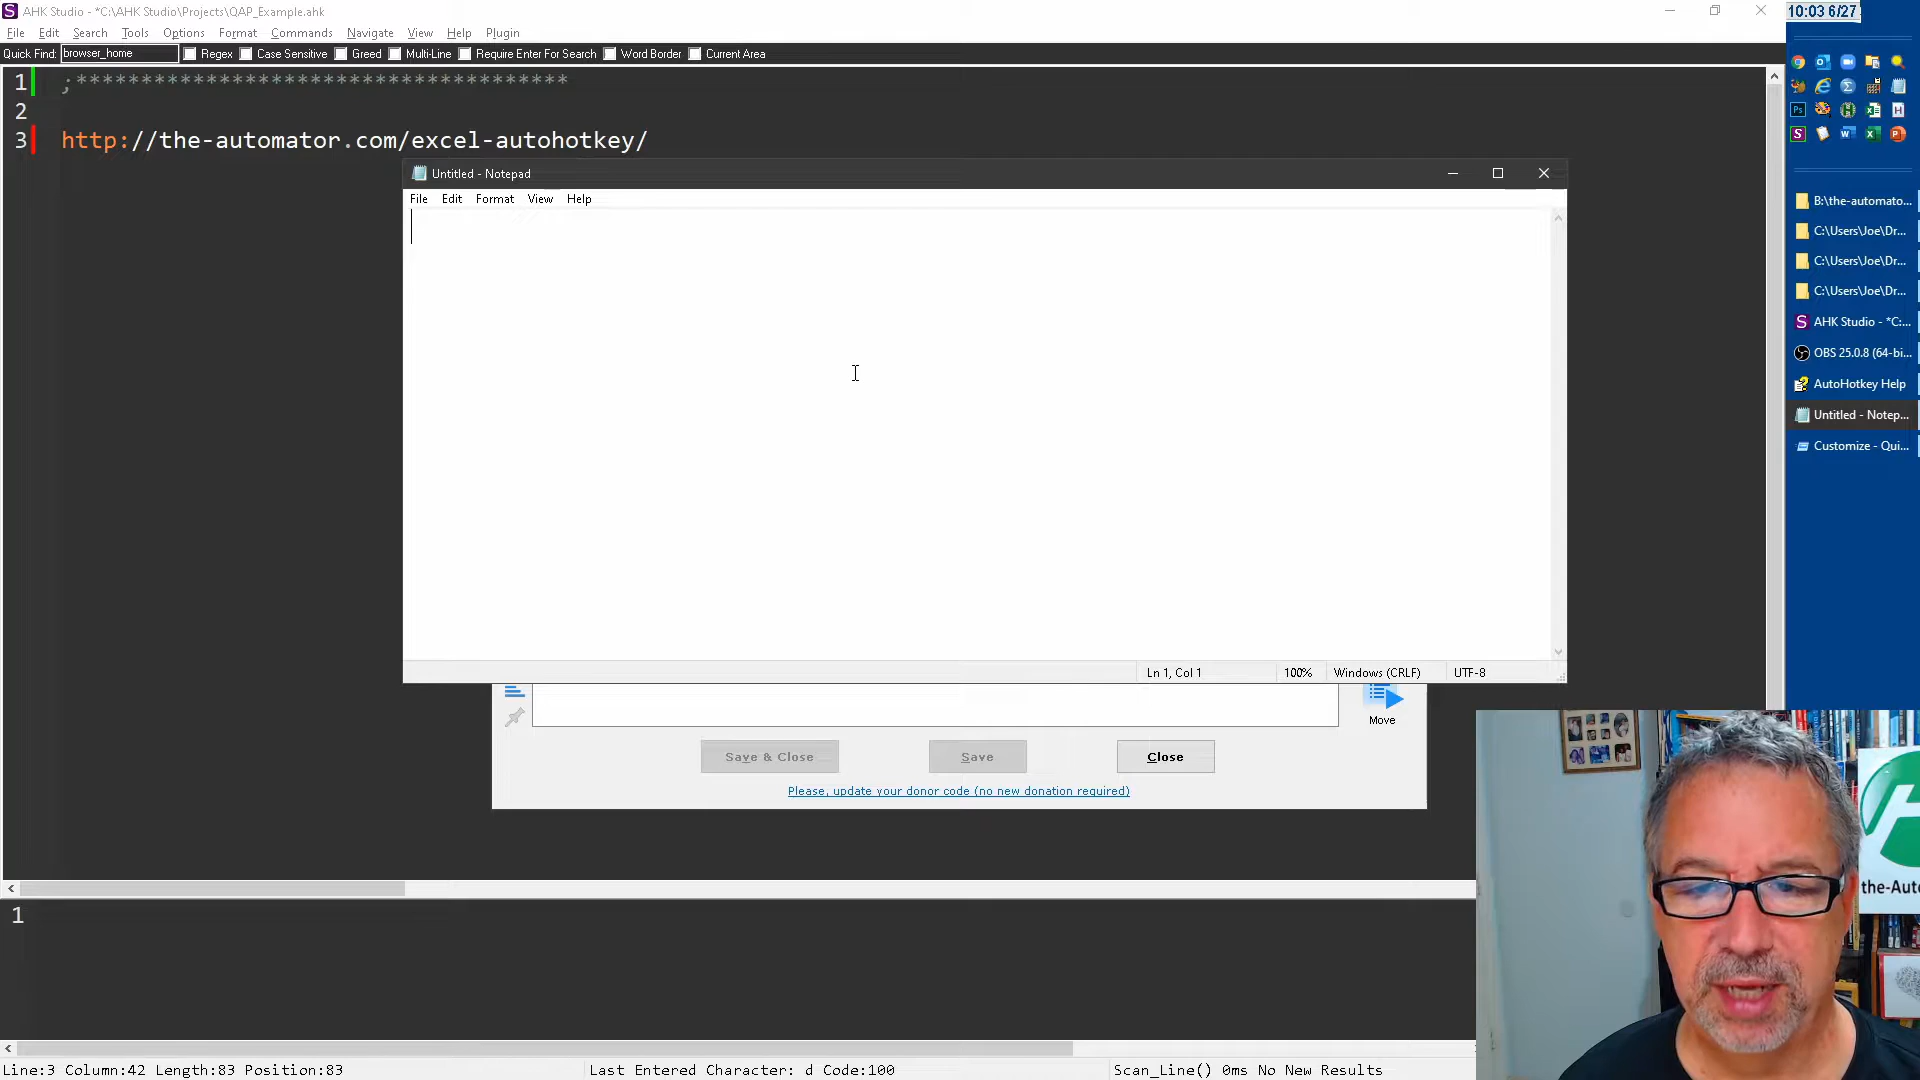 AHK Studio - *C:\AHK Studio\Projects\QAP_Example.ahk
10:03 6/27
File Edit Search Tools Options Format Commands Navigate View Help Plugin
Quick Find: browser_home Regex Case Sensitive Greed Multi-Line Require Enter For Search Word Border Current Area
1 ;**************************************
2
3 http://the-automator.com/excel-autohotkey/
Untitled - Notepad
File Edit Format View Help
Ln 1, Col 1 100% Windows (CRLF) UTF-8
Move
Save & Close Save Close
Please, update your donor code (no new donation required)
B:\the-automato...
C:\Users\Joe\Dr...
C:\Users\Joe\Dr...
C:\Users\Joe\Dr...
AHK Studio - *C:...
OBS 25.0.8 (64-bi...
AutoHotkey Help
Untitled - Notep...
Customize - Qui...
the-Aut
1
Line:3 Column:42 Length:83 Position:83 Last Entered Character: d Code:100 Scan_Line() 0ms No New Results